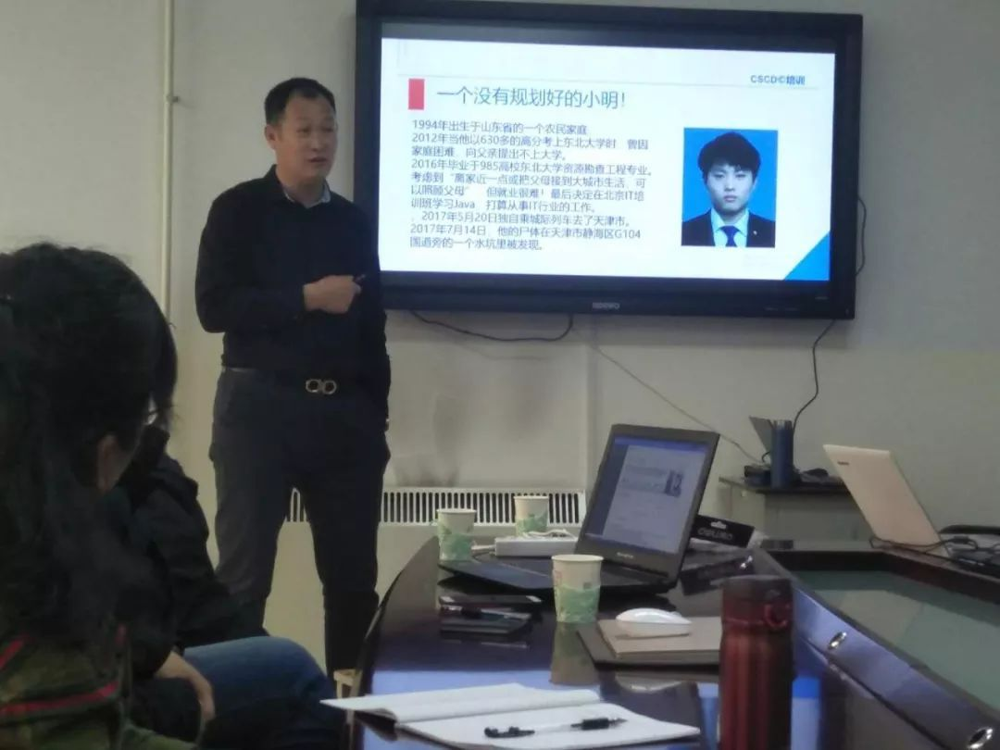 CSCD©培训
一个没有规划好的小明！
1994年出生于山东省的一个农民家庭
2012年当他以630多的高分考上东北大学时，曾因
家庭困难，向父亲提出不上大学。
2016年毕业于985高校东北大学资源勘查工程专业。
考虑到“离家近一点或把父母接到大城市生活，可
以照顾父母”，但就业很难！最后决定在北京IT培
训班学习Java，打算从事IT行业的工作。
，2017年5月20日独自乘城际列车去了天津市。
2017年7月14日，他的尸体在天津市静海区G104
国道旁的一个水坑里被发现。